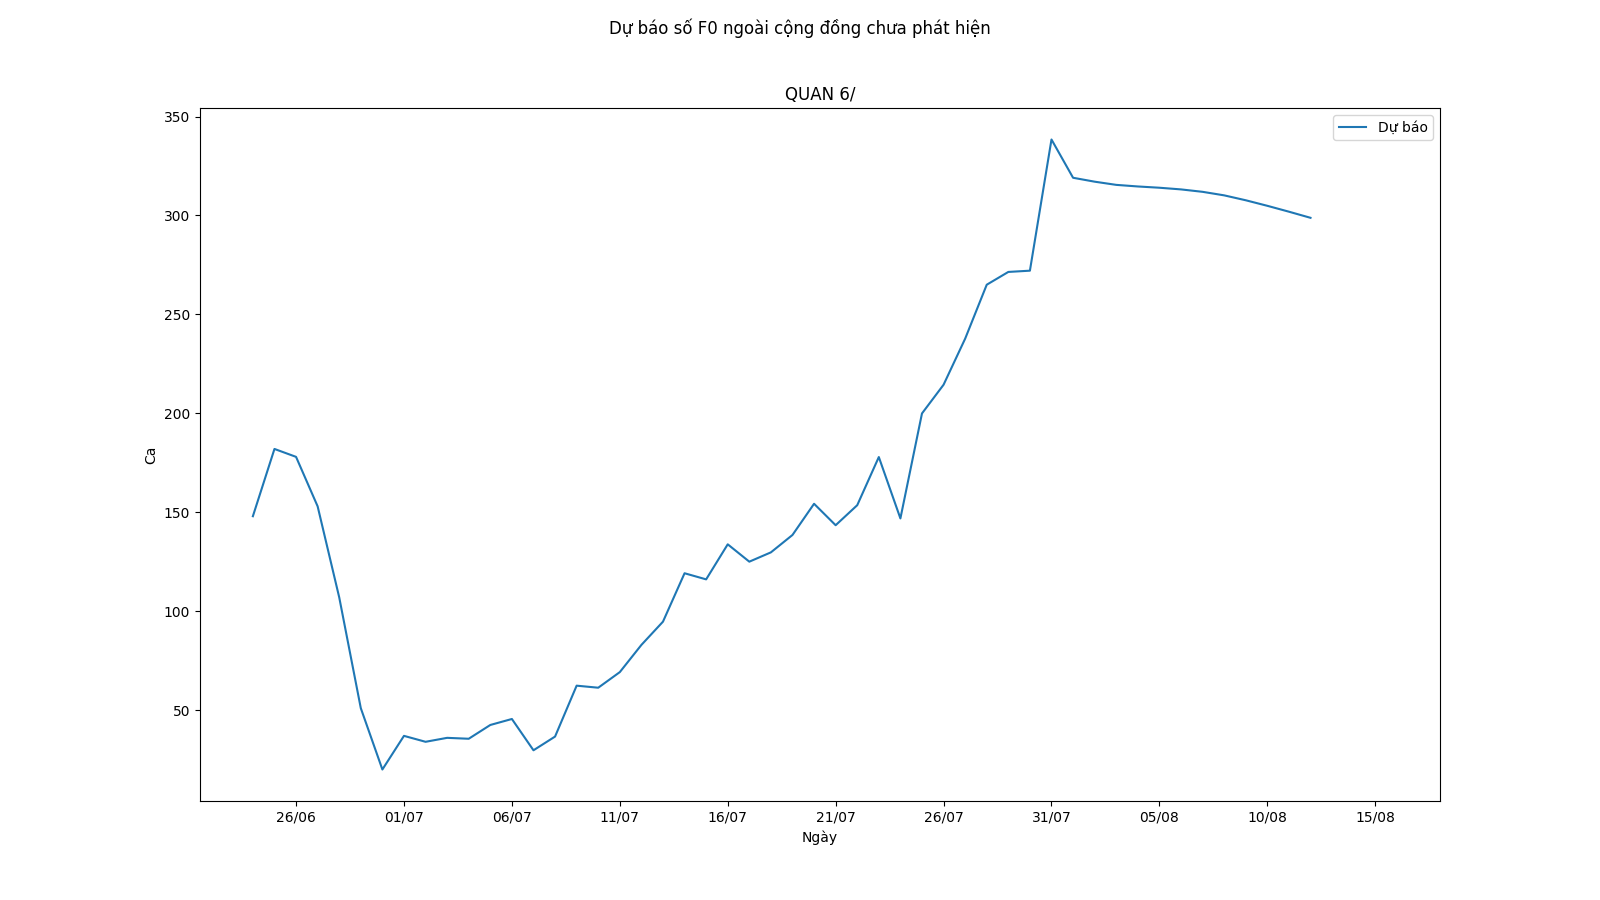 Dự báo số F0 ngoài cộng đồng chưa phát hiện
QUAN 6/
Dự báo
350
300
250
200
150
100
50
Ca
26/06 01/07 06/07 11/07 16/07 21/07 26/07 31/07 05/08 10/08 15/08
Ngày